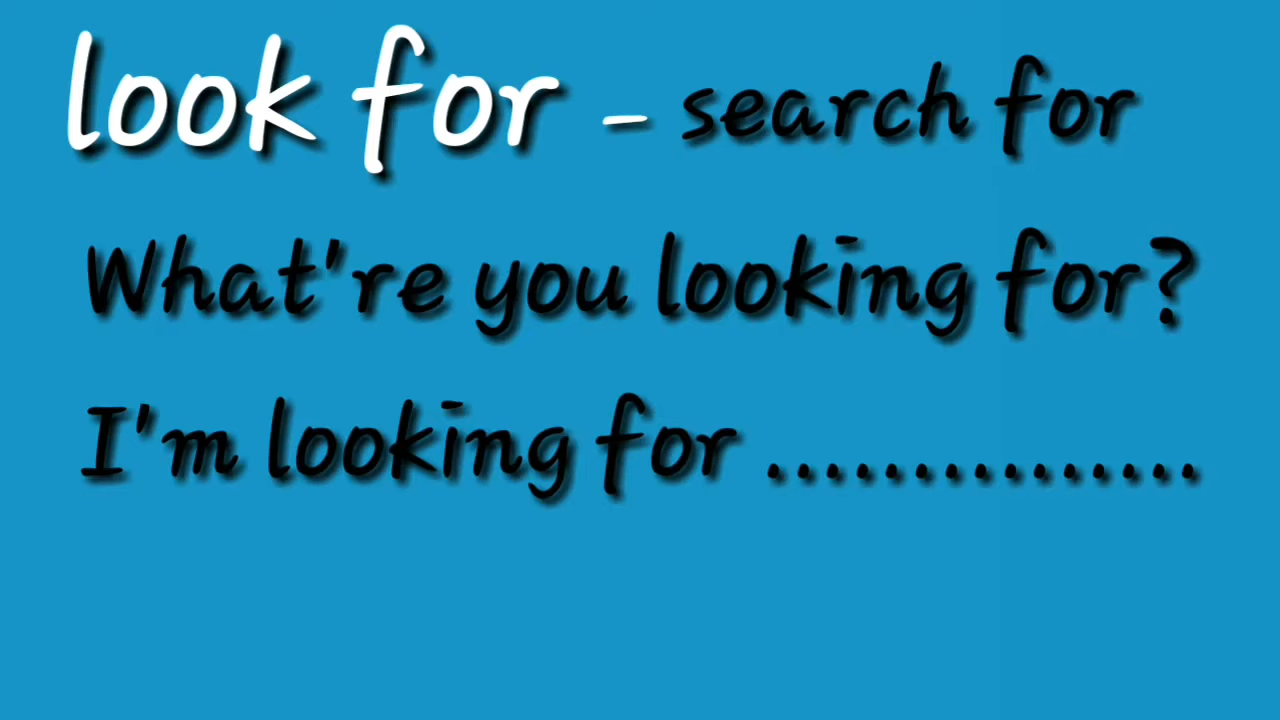 look for - search for
What're you looking for?
I'm looking for ...............